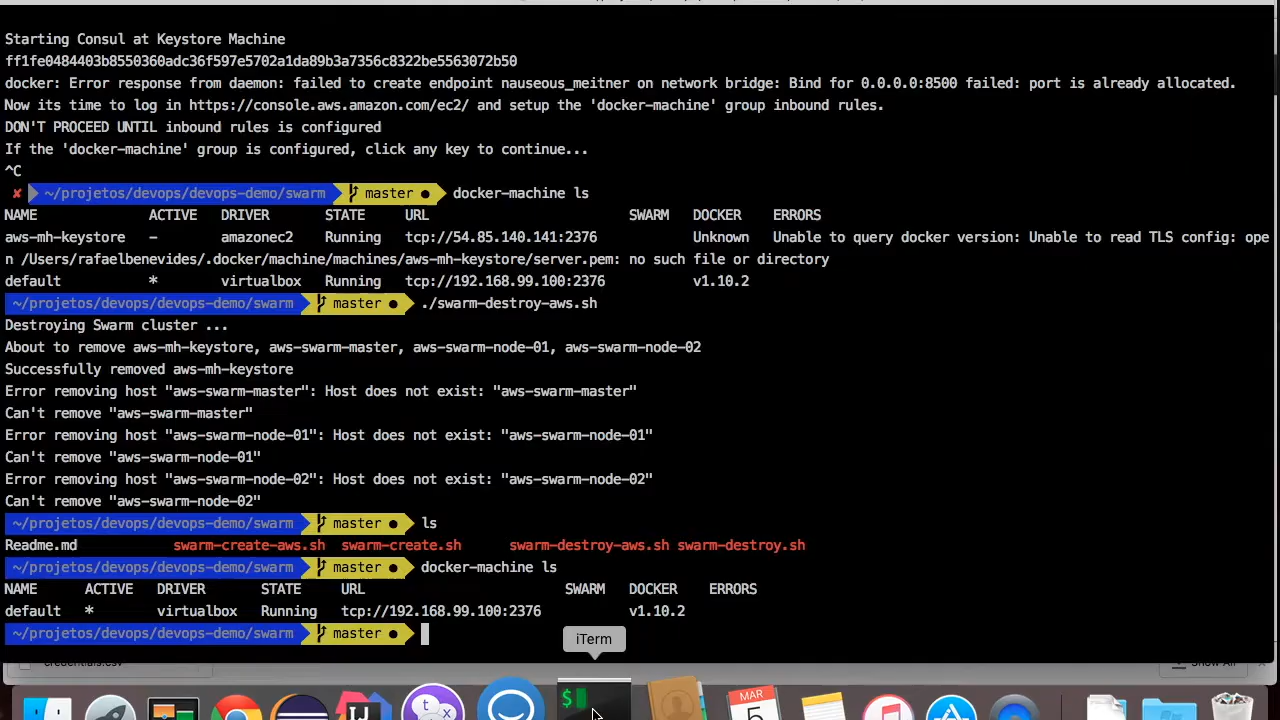 Starting Consul at Keystore Machine
ff1fe0484403b8550360adc36f597e5702a1da89b3a7356c8322be5563072b50
docker: Error response from daemon: failed to create endpoint nauseous_meitner on network bridge: Bind for 0.0.0.0:8500 failed: port is already allocated.
Now its time to log in https://console.aws.amazon.com/ec2/ and setup the 'docker-machine' group inbound rules.
DON'T PROCEED UNTIL inbound rules is configured
If the 'docker-machine' group is configured, click any key to continue...
^C
✘ ~/projetos/devops/devops-demo/swarm master ● docker-machine ls
NAME ACTIVE DRIVER STATE URL SWARM DOCKER ERRORS
aws-mh-keystore - amazonec2 Running tcp://54.85.140.141:2376 Unknown Unable to query docker version: Unable to read TLS config: ope
n /Users/rafaelbenevides/.docker/machine/machines/aws-mh-keystore/server.pem: no such file or directory
default * virtualbox Running tcp://192.168.99.100:2376 v1.10.2
~/projetos/devops/devops-demo/swarm master ● ./swarm-destroy-aws.sh
Destroying Swarm cluster ...
About to remove aws-mh-keystore, aws-swarm-master, aws-swarm-node-01, aws-swarm-node-02
Successfully removed aws-mh-keystore
Error removing host "aws-swarm-master": Host does not exist: "aws-swarm-master"
Can't remove "aws-swarm-master"
Error removing host "aws-swarm-node-01": Host does not exist: "aws-swarm-node-01"
Can't remove "aws-swarm-node-01"
Error removing host "aws-swarm-node-02": Host does not exist: "aws-swarm-node-02"
Can't remove "aws-swarm-node-02"
~/projetos/devops/devops-demo/swarm master ● ls
Readme.md swarm-create-aws.sh swarm-create.sh swarm-destroy-aws.sh swarm-destroy.sh
~/projetos/devops/devops-demo/swarm master ● docker-machine ls
NAME ACTIVE DRIVER STATE URL SWARM DOCKER ERRORS
default * virtualbox Running tcp://192.168.99.100:2376 v1.10.2
~/projetos/devops/devops-demo/swarm master ●
iTerm
credentials.csv
Show All
$
t x
MAR
5